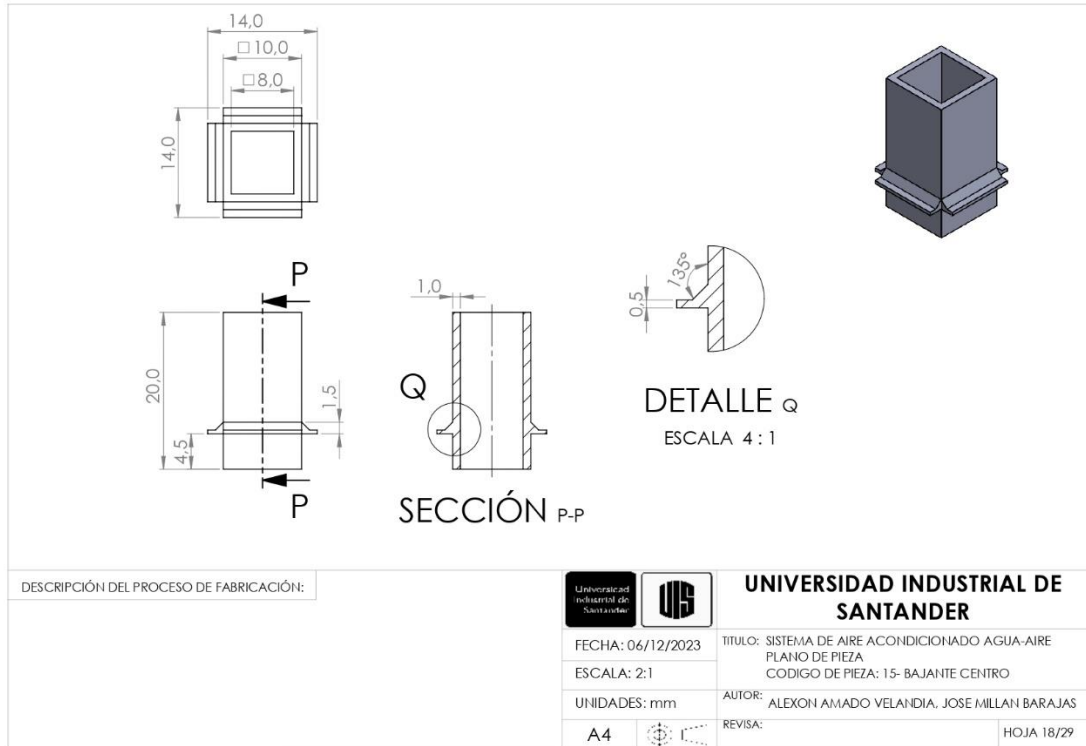 14,0
□10,0
□8,0
14,0
P
20,0
1,5
4,5
P
1,0
Q
SECCIÓN P-P
135°
0,5
DETALLE Q
ESCALA 4 : 1
DESCRIPCIÓN DEL PROCESO DE FABRICACIÓN:
Universidad
Industrial de
Santander
UIS
UNIVERSIDAD INDUSTRIAL DE
SANTANDER
FECHA: 06/12/2023
TITULO: SISTEMA DE AIRE ACONDICIONADO AGUA-AIRE
PLANO DE PIEZA
CODIGO DE PIEZA: 15- BAJANTE CENTRO
ESCALA: 2:1
UNIDADES: mm
AUTOR: ALEXON AMADO VELANDIA, JOSE MILLAN BARAJAS
A4
REVISA:
HOJA 18/29